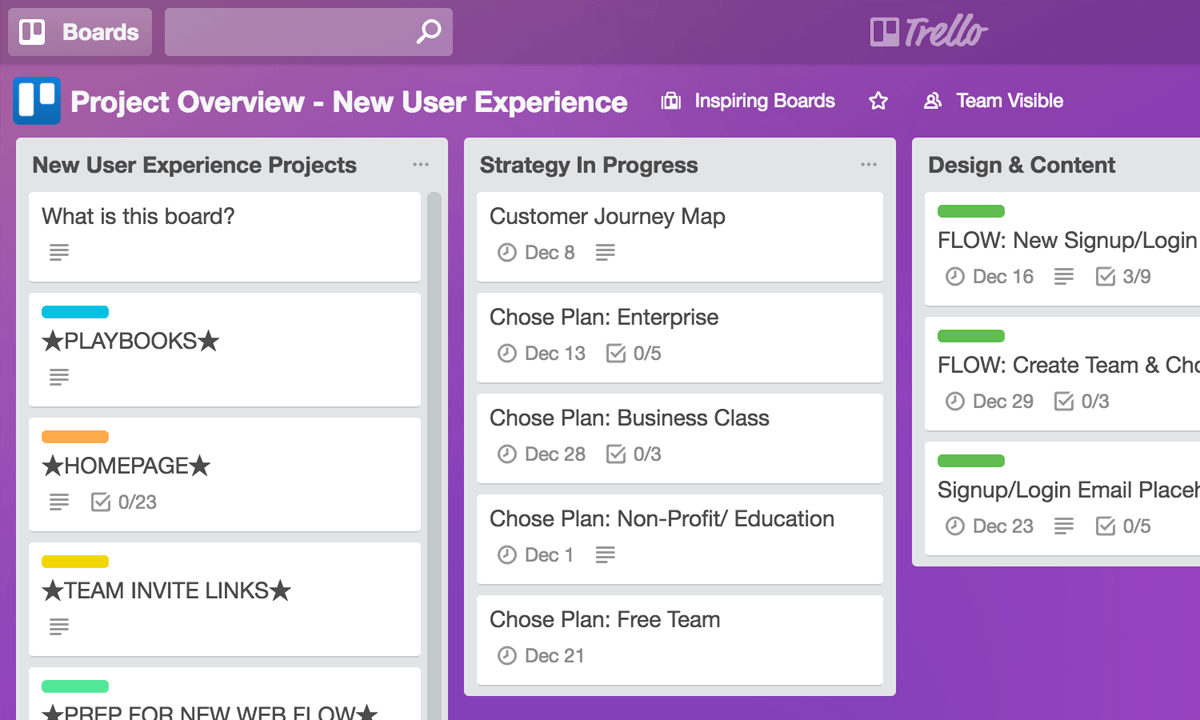 Boards
Trello
Project Overview - New User Experience
Inspiring Boards
Team Visible
New User Experience Projects
What is this board?
★PLAYBOOKS★
★HOMEPAGE★
0/23
★TEAM INVITE LINKS★
★PREP FOR NEW WEB FLOW★
Strategy In Progress
Customer Journey Map
Dec 8
Chose Plan: Enterprise
Dec 13 0/5
Chose Plan: Business Class
Dec 28 0/3
Chose Plan: Non-Profit/ Education
Dec 1
Chose Plan: Free Team
Dec 21
Design & Content
FLOW: New Signup/Login
Dec 16 3/9
FLOW: Create Team &
Dec 29 0/3
Signup/Login Email
Dec 23 0/5